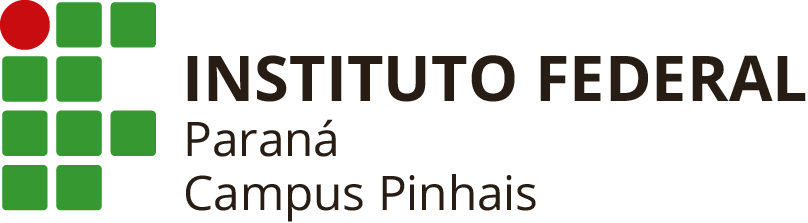 INSTITUTO FEDERAL
Paraná
Campus Pinhais